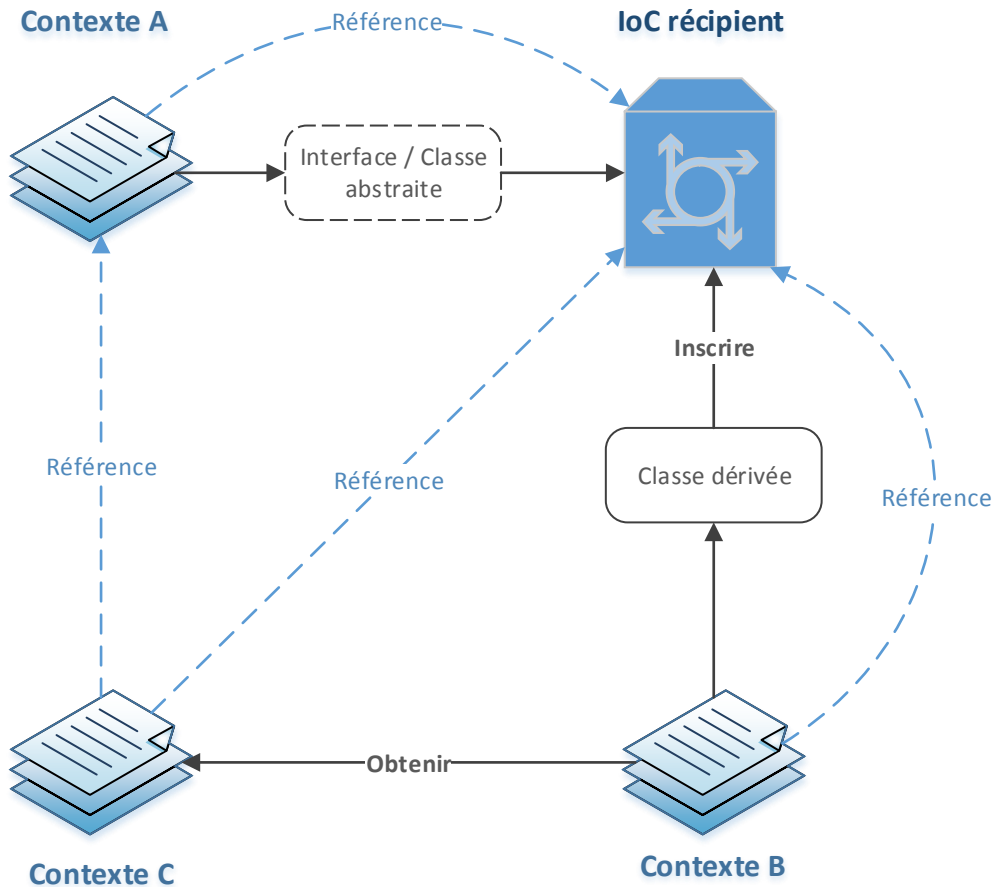 Contexte A
Référence
IoC récipient
Interface / Classe
abstraite
Inscrire
Référence
Référence
Classe dérivée
Référence
Obtenir
Contexte C
Contexte B